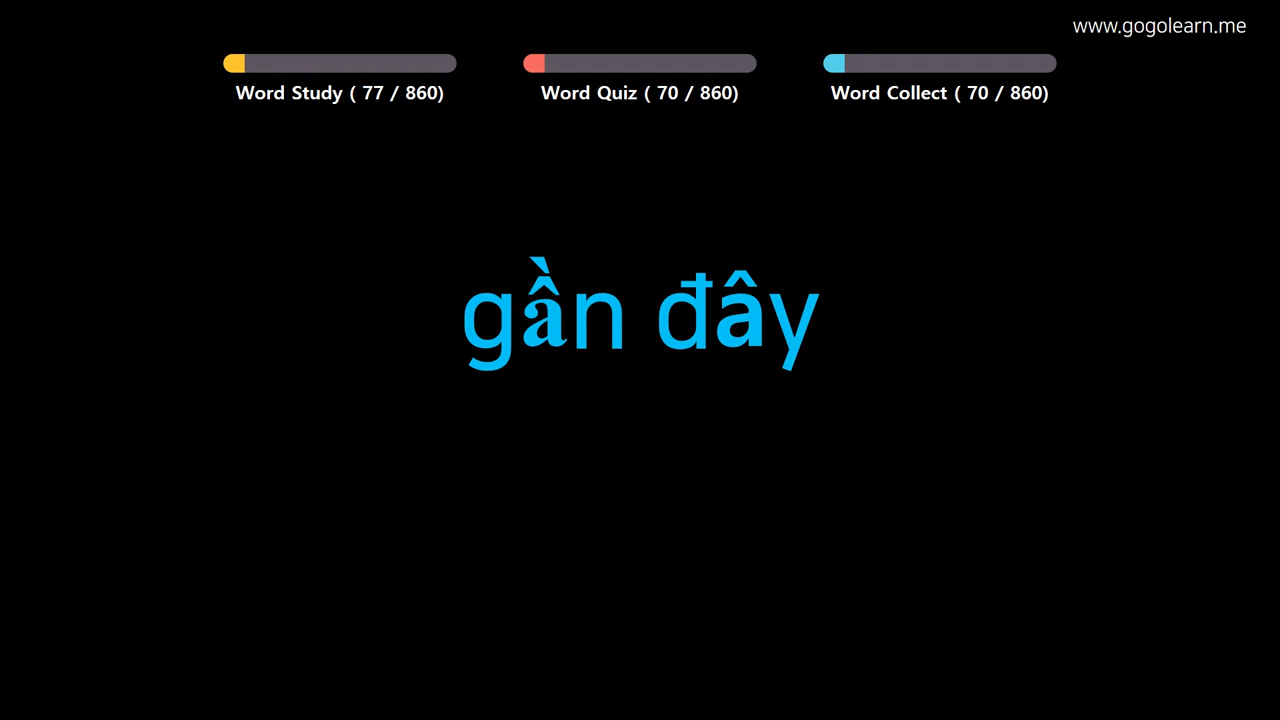 www.gogolearn.me
Word Study ( 77 / 860)
Word Quiz ( 70 / 860)
Word Collect ( 70 / 860)
gần đây